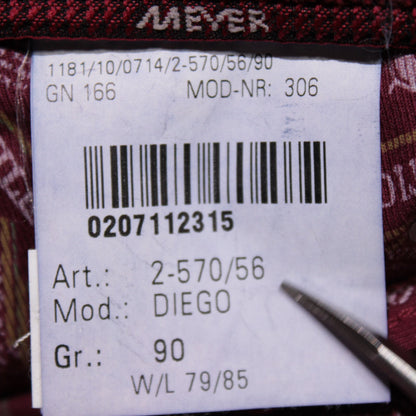 MEYER
1181/10/0714/2-570/56/90
GN 166 MOD-NR: 306
0207112315
Art.: 2-570/56
Mod.: DIEGO
Gr.: 90
W/L 79/85